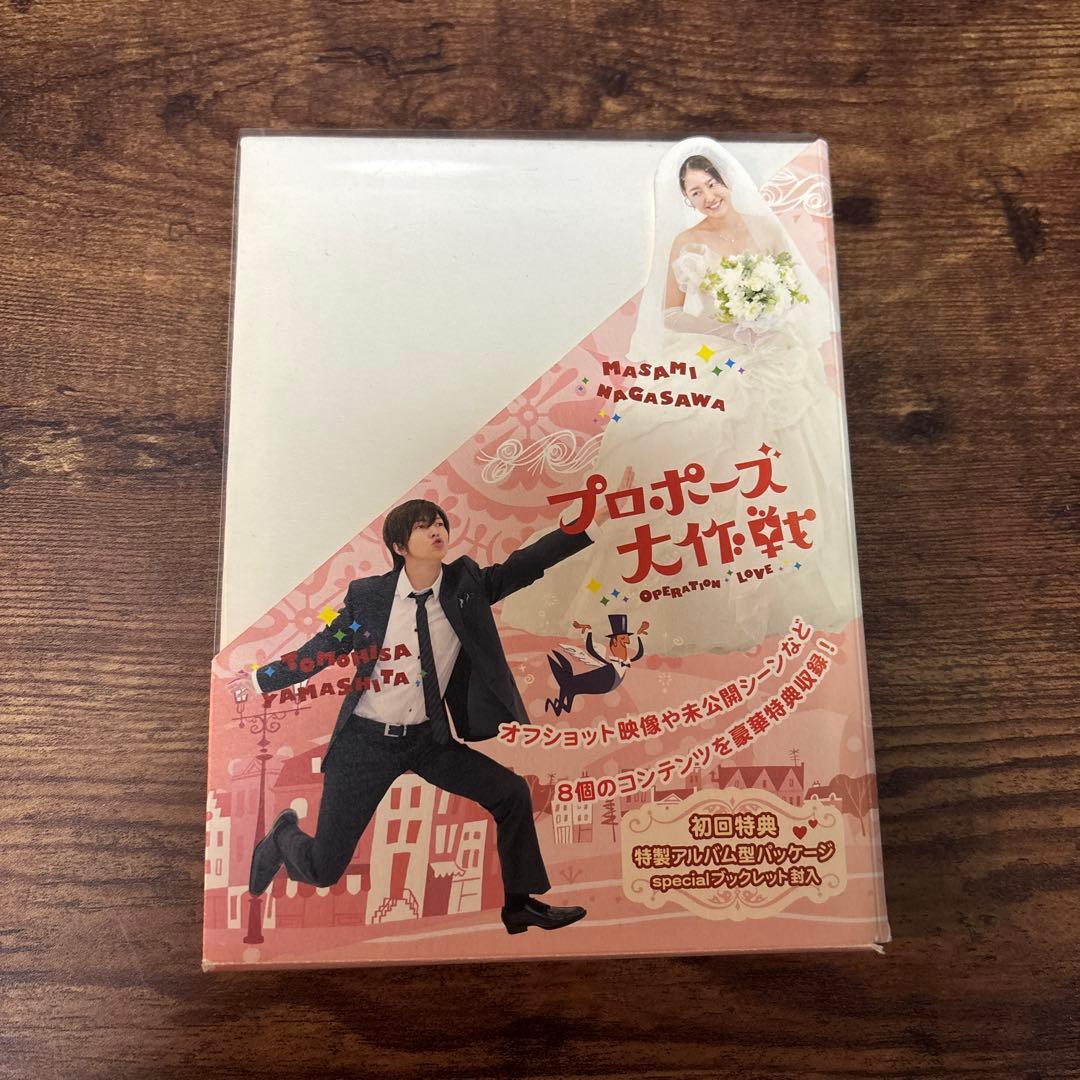 MASAMI
NAGASAWA
プロポーズ
大作戦
OPERATION LOVE
TOMOHISA
YAMASHITA
オフショット映像や未公開シーンなど
8個のコンテンツを豪華特典収録!
初回特典
特製アルバム型パッケージ
specialブックレット封入